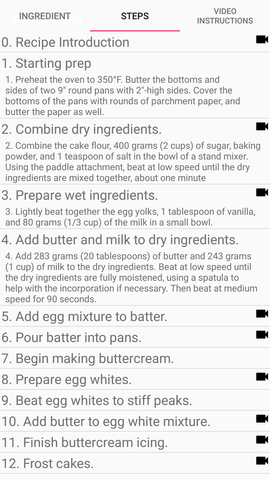 INGREDIENT
STEPS
VIDEO
INSTRUCTIONS
0. Recipe Introduction
1. Starting prep
1. Preheat the oven to 350°F. Butter the bottoms and
sides of two 9" round pans with 2"-high sides. Cover the
bottoms of the pans with rounds of parchment paper, and
butter the paper as well.
2. Combine dry ingredients.
2. Combine the cake flour, 400 grams (2 cups) of sugar, baking
powder, and 1 teaspoon of salt in the bowl of a stand mixer.
Using the paddle attachment, beat at low speed until the dry
ingredients are mixed together, about one minute
3. Prepare wet ingredients.
3. Lightly beat together the egg yolks, 1 tablespoon of vanilla,
and 80 grams (1/3 cup) of the milk in a small bowl.
4. Add butter and milk to dry ingredients.
4. Add 283 grams (20 tablespoons) of butter and 243 grams
(1 cup) of milk to the dry ingredients. Beat at low speed until
the dry ingredients are fully moistened, using a spatula to
help with the incorporation if necessary. Then beat at medium
speed for 90 seconds.
5. Add egg mixture to batter.
6. Pour batter into pans.
7. Begin making buttercream.
8. Prepare egg whites.
9. Beat egg whites to stiff peaks.
10. Add butter to egg white mixture.
11. Finish buttercream icing.
12. Frost cakes.